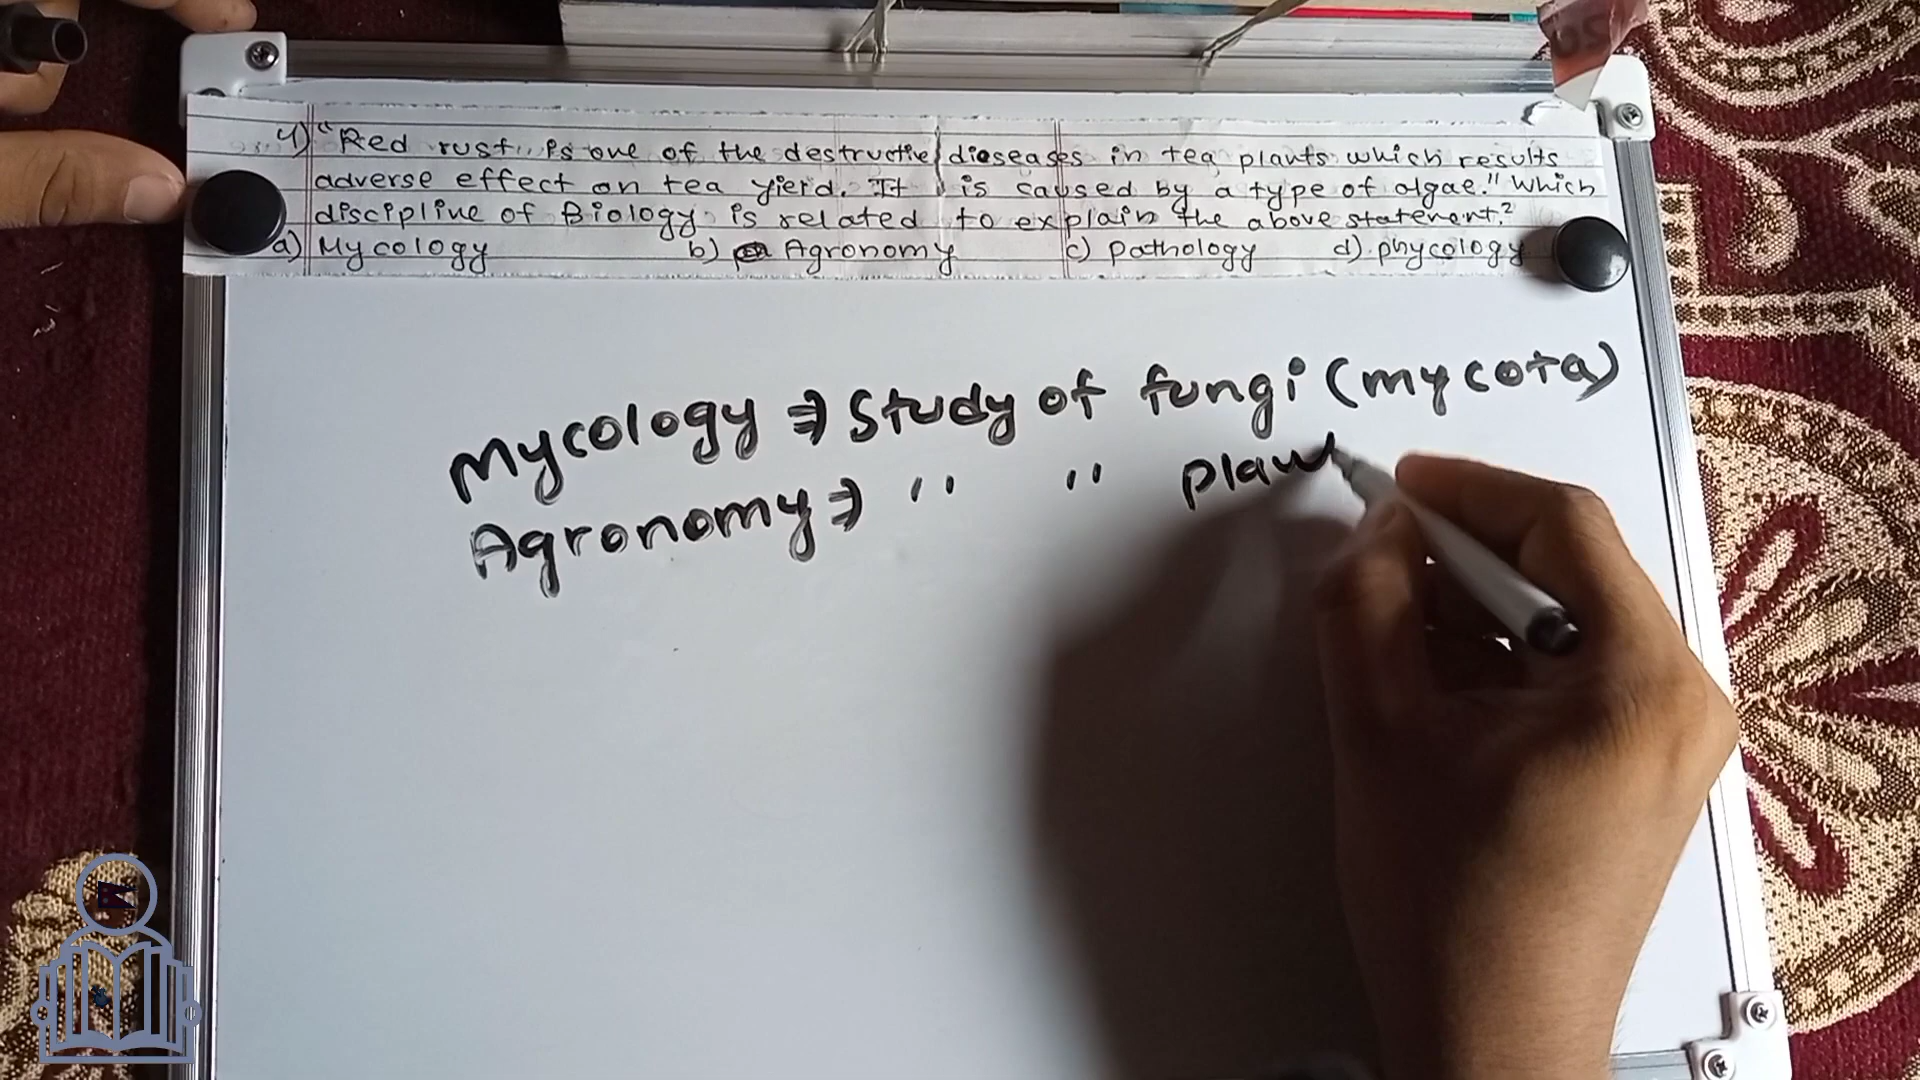 4) "Red rust" is one of the destructive dioseases in tea plants which results
adverse effect on tea yield. It is caused by a type of algae." Which
discipline of Biology is related to explain the above statement?
a) Mycology b) Agronomy c) pathology d) phycology
Mycology ⇒ Study of fungi (mycota)
Agronomy ⇒ " " plan